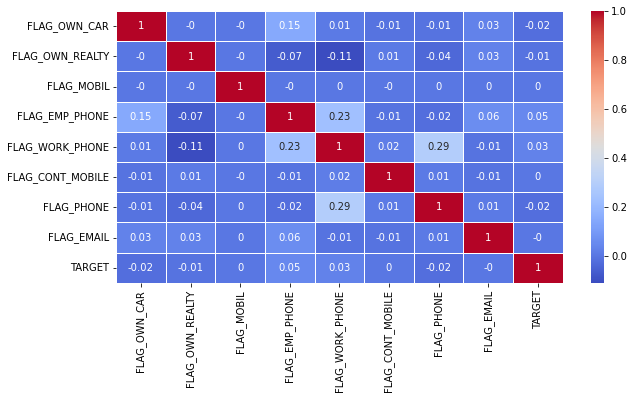 FLAG_OWN_CAR 1 -0 -0 0.15 0.01 -0.01 -0.01 0.03 -0.02
FLAG_OWN_REALTY -0 1 -0 -0.07 -0.11 0.01 -0.04 0.03 -0.01
FLAG_MOBIL -0 -0 1 -0 0 -0 0 0 0
FLAG_EMP_PHONE 0.15 -0.07 -0 1 0.23 -0.01 -0.02 0.06 0.05
FLAG_WORK_PHONE 0.01 -0.11 0 0.23 1 0.02 0.29 -0.01 0.03
FLAG_CONT_MOBILE -0.01 0.01 -0 -0.01 0.02 1 0.01 -0.01 0
FLAG_PHONE -0.01 -0.04 0 -0.02 0.29 0.01 1 0.01 -0.02
FLAG_EMAIL 0.03 0.03 0 0.06 -0.01 -0.01 0.01 1 -0
TARGET -0.02 -0.01 0 0.05 0.03 0 -0.02 -0 1
FLAG_OWN_CAR
FLAG_OWN_REALTY
FLAG_MOBIL
FLAG_EMP_PHONE
FLAG_WORK_PHONE
FLAG_CONT_MOBILE
FLAG_PHONE
FLAG_EMAIL
TARGET
1.0
0.8
0.6
0.4
0.2
0.0